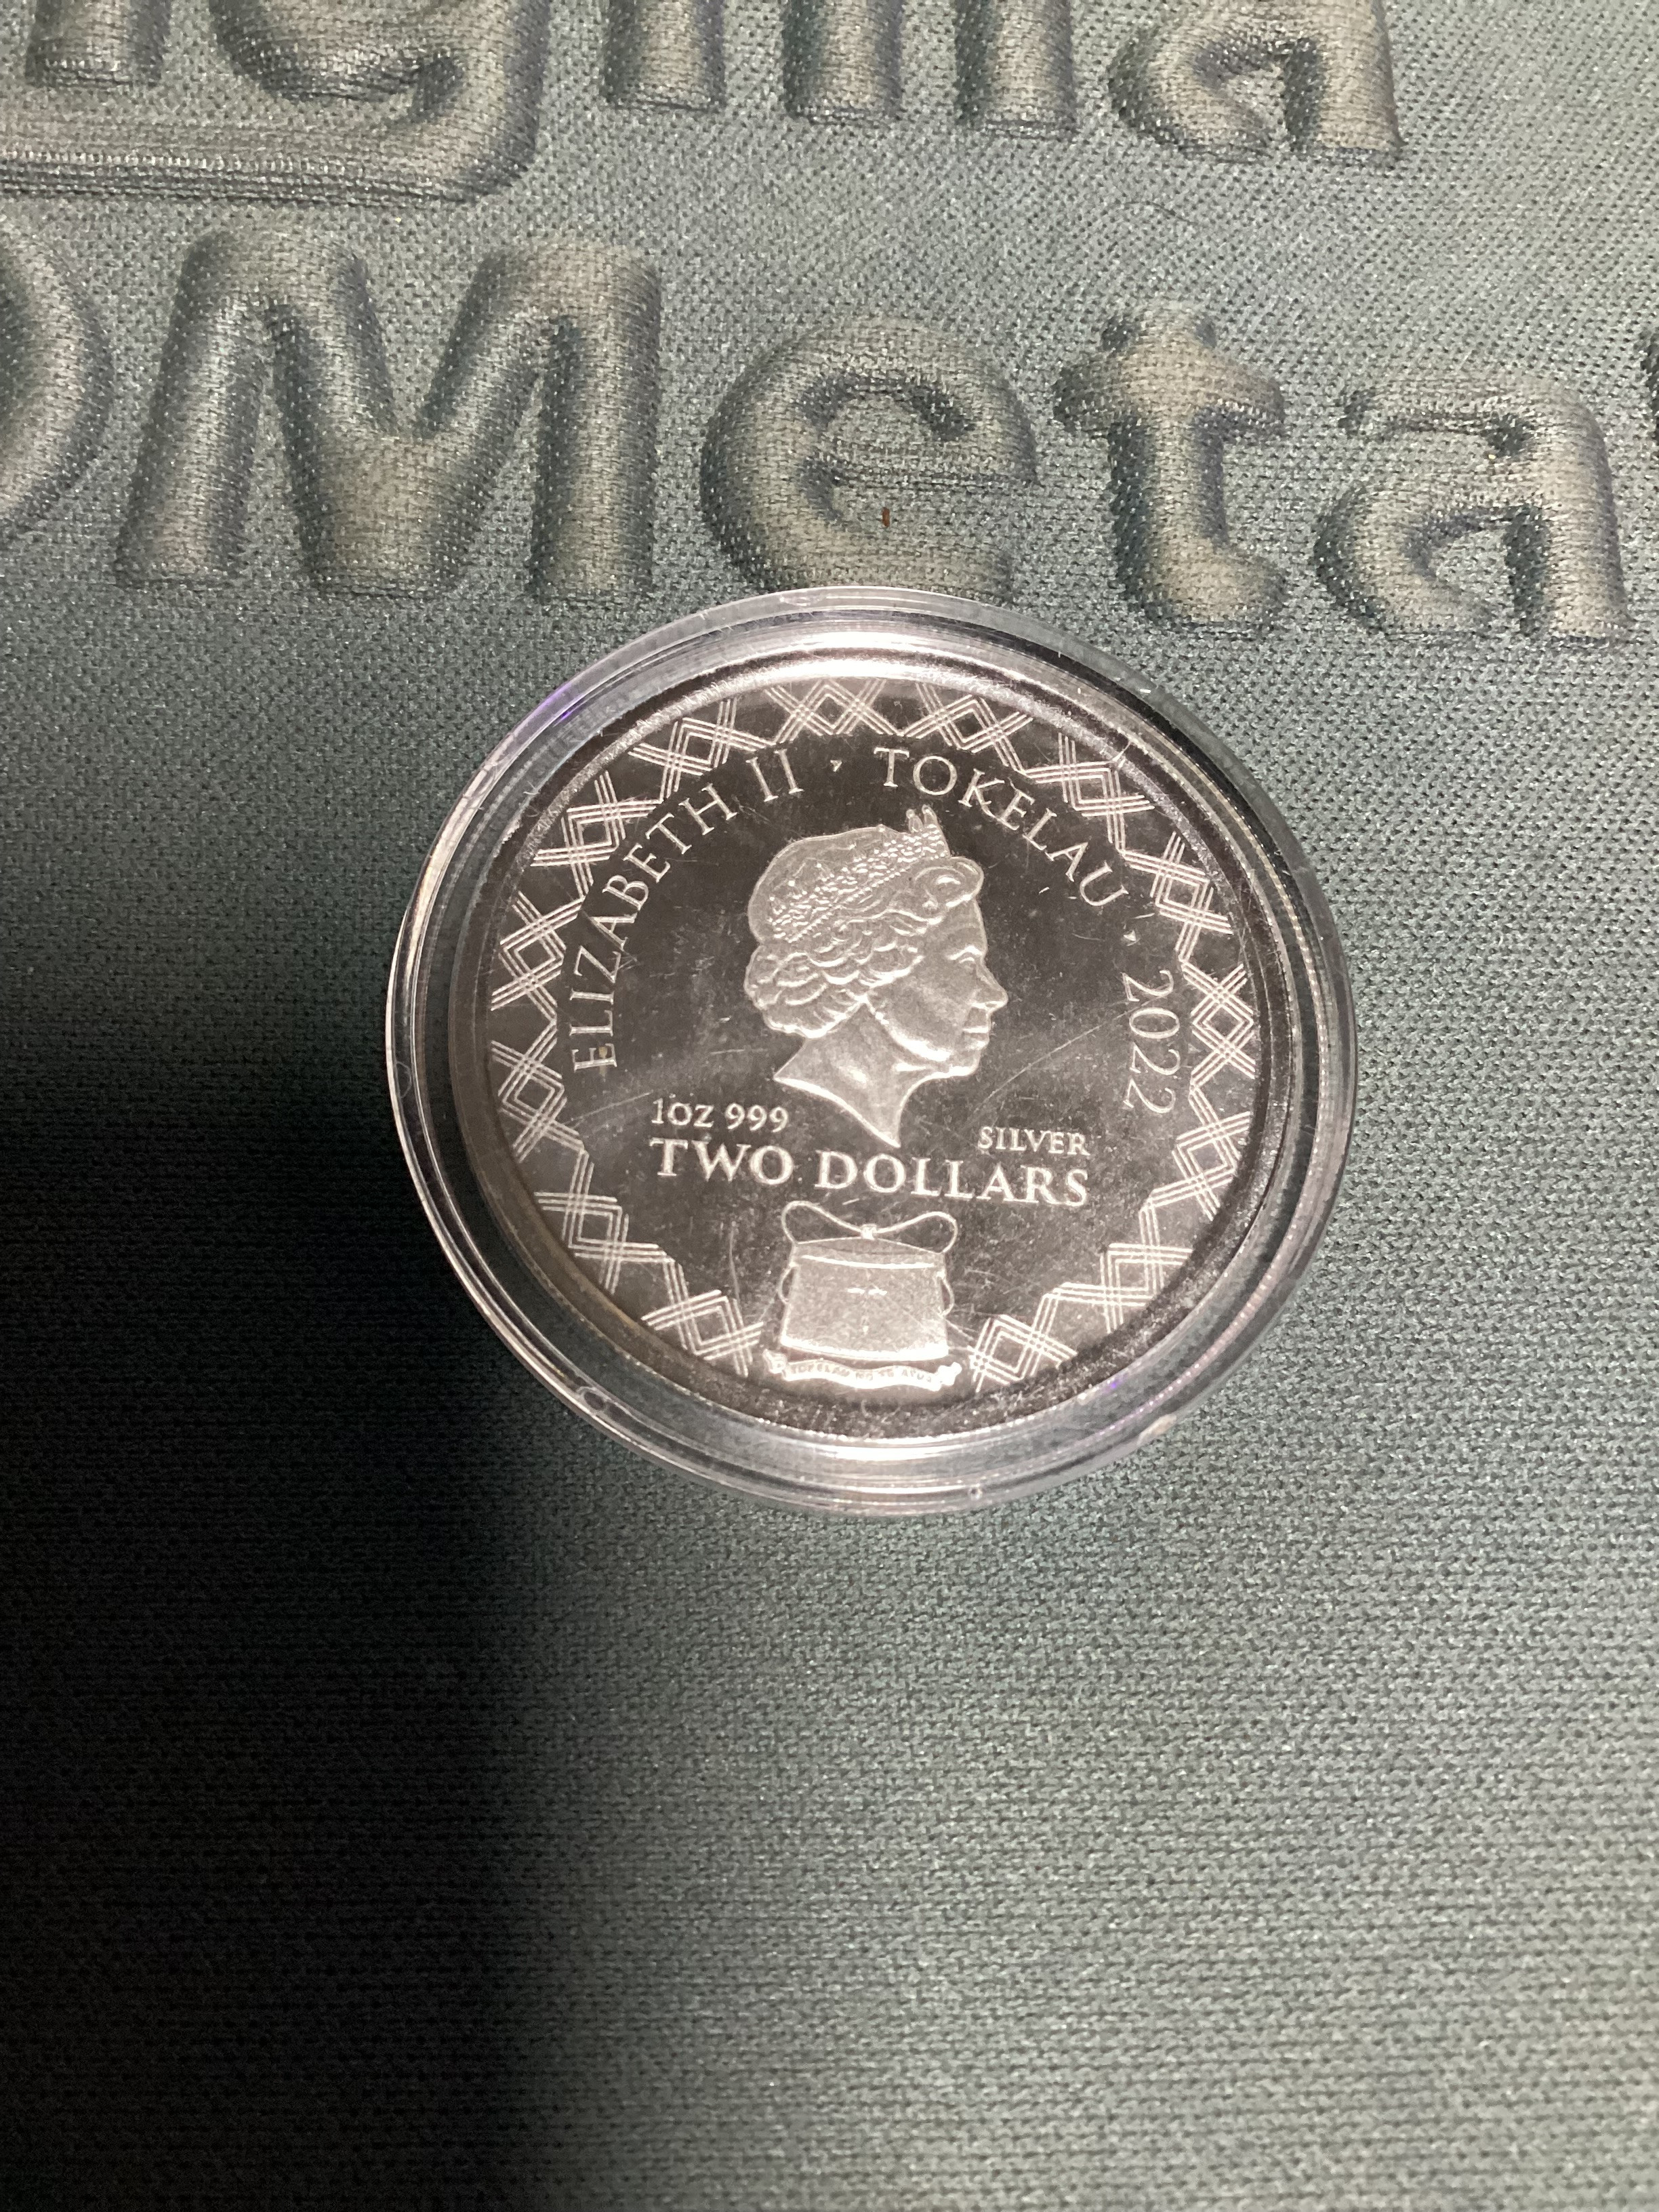 Meta
ELIZABETH II · TOKELAU · 2022
1OZ 999 SILVER
TWO DOLLARS